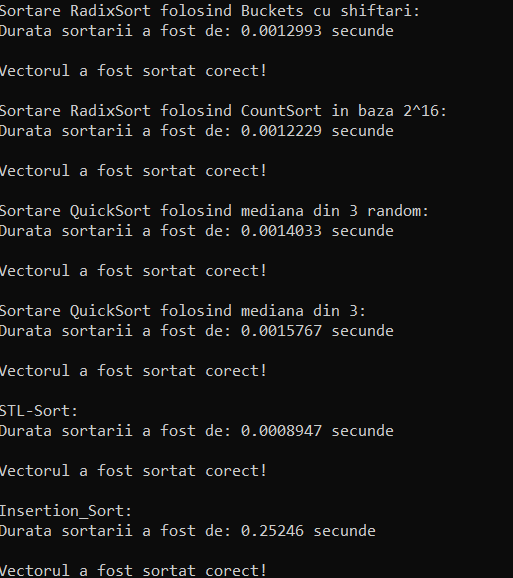 Sortare RadixSort folosind Buckets cu shiftari:
Durata sortarii a fost de: 0.0012993 secunde
Vectorul a fost sortat corect!
Sortare RadixSort folosind CountSort in baza 2^16:
Durata sortarii a fost de: 0.0012229 secunde
Vectorul a fost sortat corect!
Sortare QuickSort folosind mediana din 3 random:
Durata sortarii a fost de: 0.0014033 secunde
Vectorul a fost sortat corect!
Sortare QuickSort folosind mediana din 3:
Durata sortarii a fost de: 0.0015767 secunde
Vectorul a fost sortat corect!
STL-Sort:
Durata sortarii a fost de: 0.0008947 secunde
Vectorul a fost sortat corect!
Insertion_Sort:
Durata sortarii a fost de: 0.25246 secunde
Vectorul a fost sortat corect!